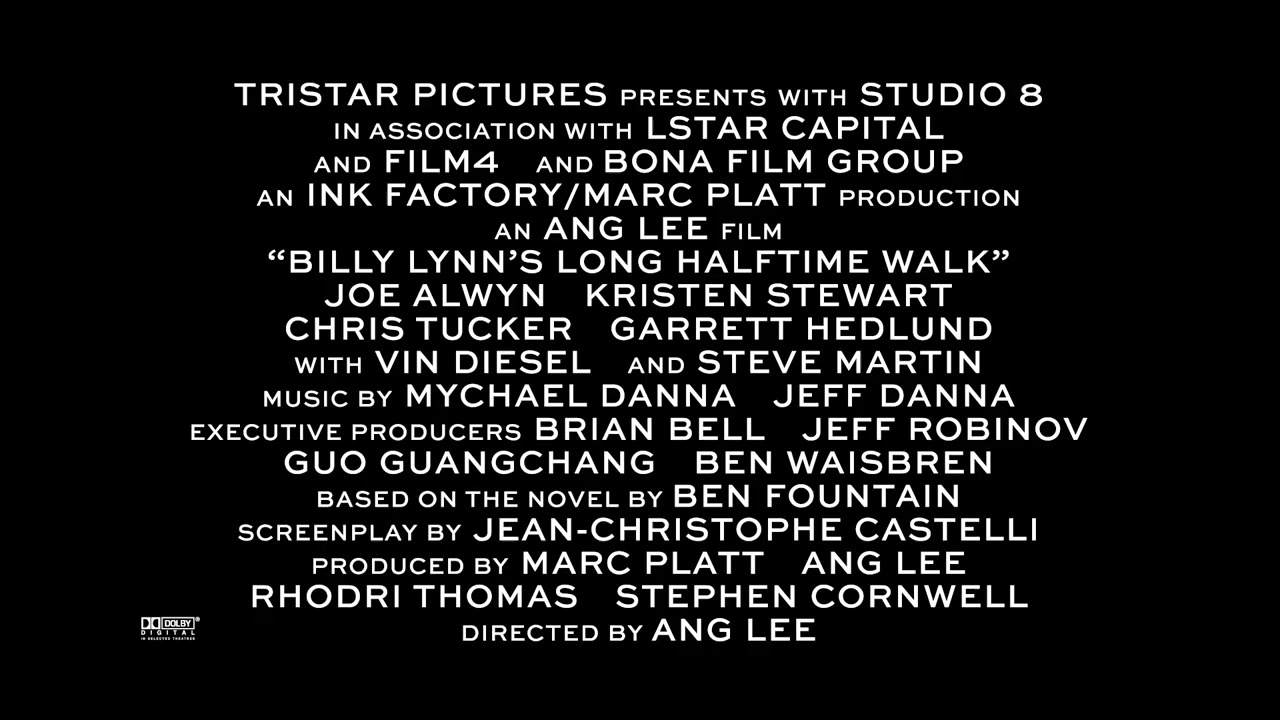 TRISTAR PICTURES PRESENTS WITH STUDIO 8
IN ASSOCIATION WITH LSTAR CAPITAL
AND FILM4 AND BONA FILM GROUP
AN INK FACTORY/MARC PLATT PRODUCTION
AN ANG LEE FILM
“BILLY LYNN’S LONG HALFTIME WALK”
JOE ALWYN KRISTEN STEWART
CHRIS TUCKER GARRETT HEDLUND
WITH VIN DIESEL AND STEVE MARTIN
MUSIC BY MYCHAEL DANNA JEFF DANNA
EXECUTIVE PRODUCERS BRIAN BELL JEFF ROBINOV
GUO GUANGCHANG BEN WAISBREN
BASED ON THE NOVEL BY BEN FOUNTAIN
SCREENPLAY BY JEAN-CHRISTOPHE CASTELLI
PRODUCED BY MARC PLATT ANG LEE
RHODRI THOMAS STEPHEN CORNWELL
DIRECTED BY ANG LEE
DOLBY®
DIGITAL
IN SELECTED THEATRES